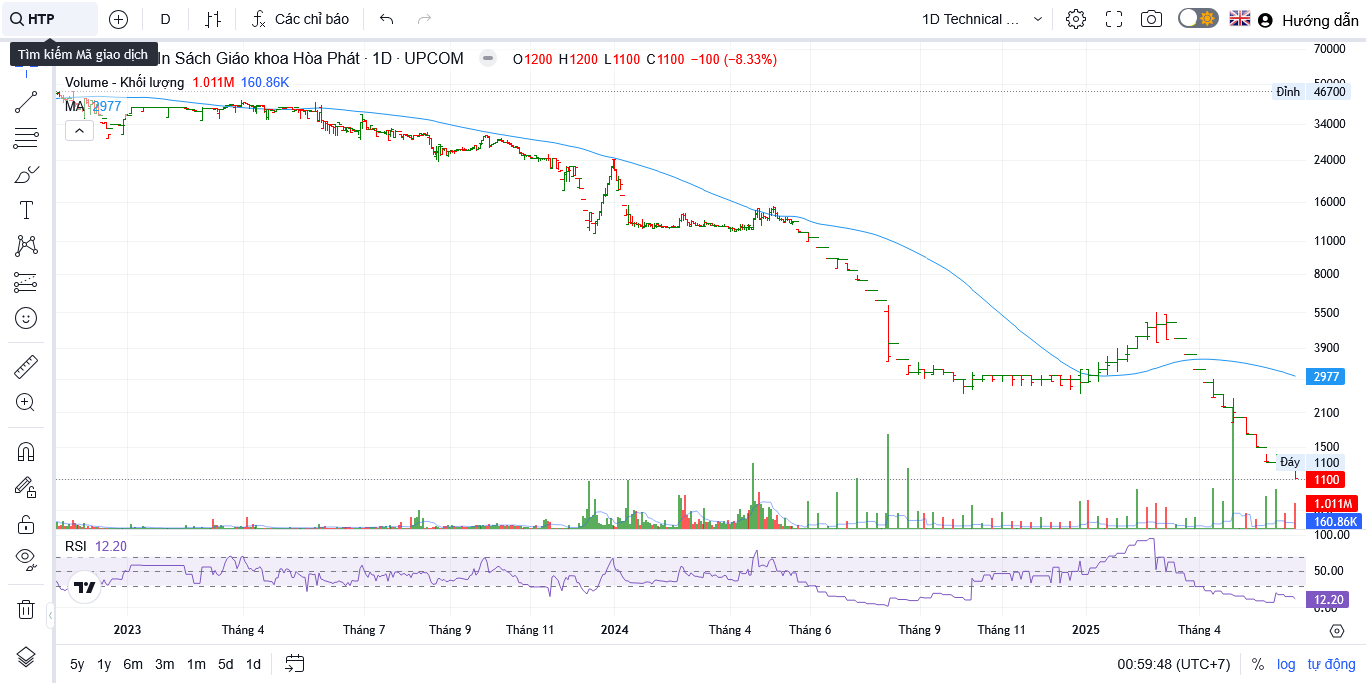 HTP
D
Các chỉ báo
1D Technical ...
Hướng dẫn
Tìm kiếm Mã giao dịch
In Sách Giáo khoa Hòa Phát · 1D · UPCOM
O1200 H1200 L1100 C1100 −100 (−8.33%)
Volume - Khối lượng 1.011M 160.86K
MA 2977
70000
50000
Đỉnh 46700
34000
24000
16000
11000
8000
5500
3900
2977
2100
1500
Đáy 1100
1100
1.011M
160.86K
RSI 12.20
100.00
50.00
12.20
0.00
2023 Tháng 4 Tháng 7 Tháng 9 Tháng 11 2024 Tháng 4 Tháng 6 Tháng 9 Tháng 11 2025 Tháng 4
5y 1y 6m 3m 1m 5d 1d
00:59:48 (UTC+7) % log tự động